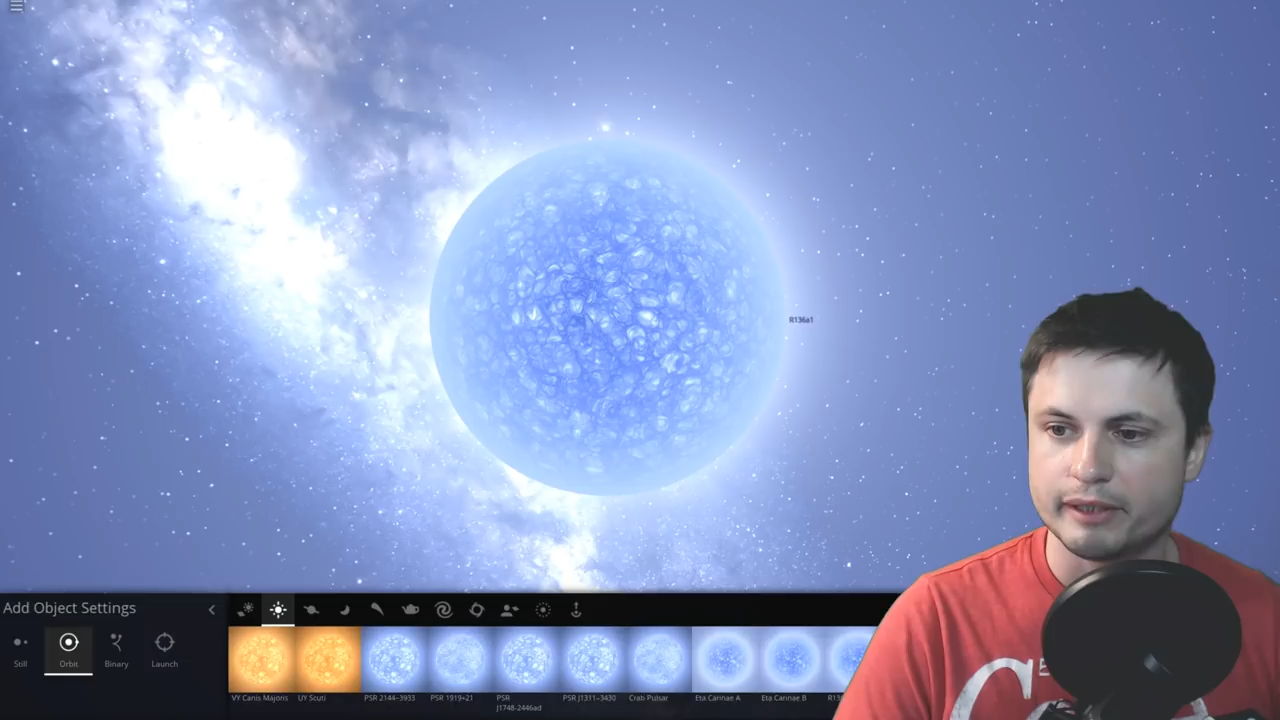 R136a1
Add Object Settings
Still
Orbit
Binary
Launch
VY Canis Majoris
UY Scuti
PSR 2144-3933
PSR 1919+21
PSR
J1748-2446ad
PSR J1311-3430
Crab Pulsar
Eta Carinae A
Eta Carinae B
R13